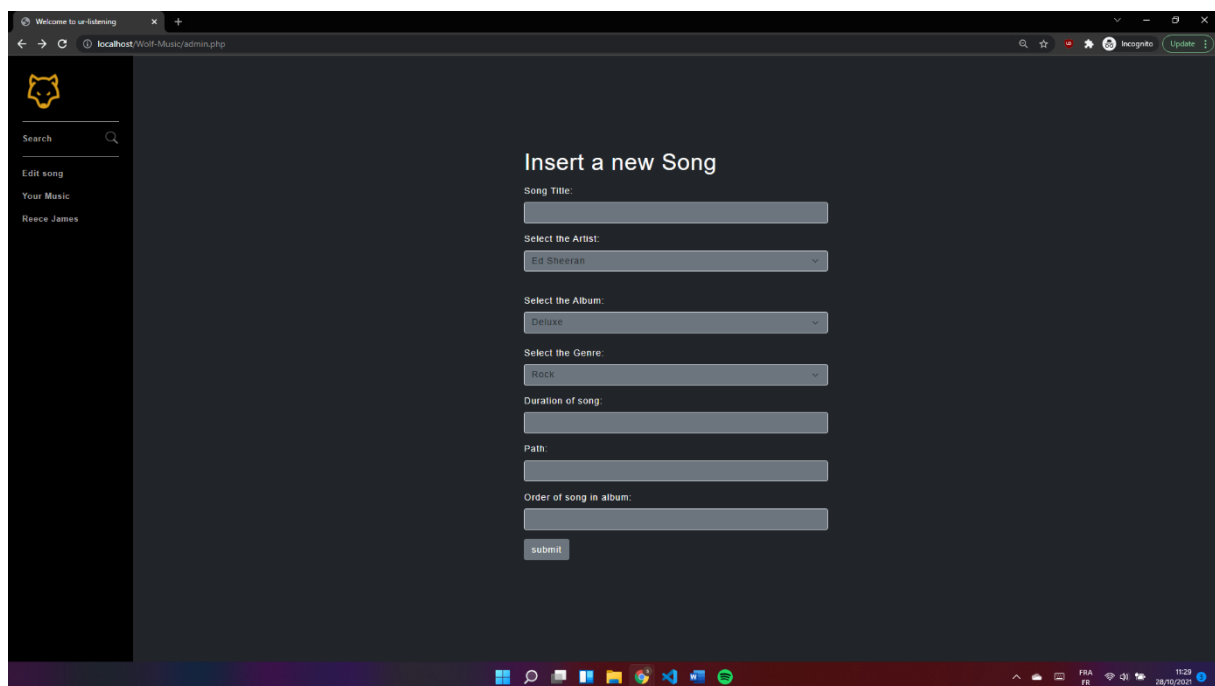 Welcome to ur-listening
localhost/Wolf-Music/admin.php
Incognito
Update
Search
Edit song
Your Music
Reece James
Insert a new Song
Song Title:
Select the Artist:
Ed Sheeran
Select the Album:
Deluxe
Select the Genre:
Rock
Duration of song:
Path:
Order of song in album:
submit
FRA
FR
11:29
28/10/2021